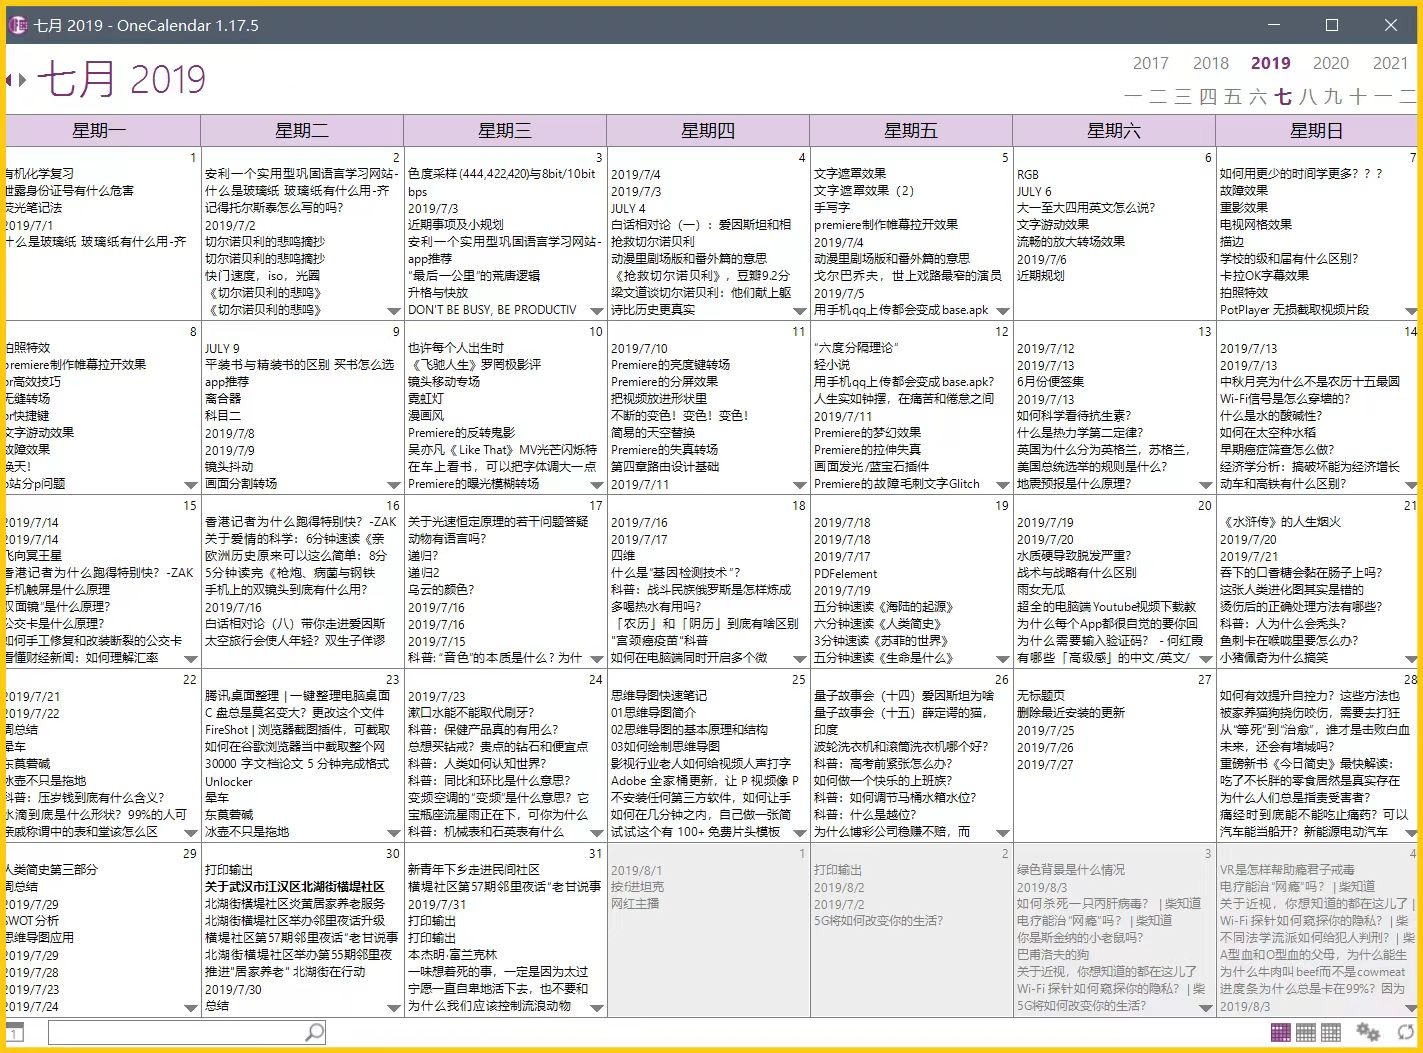 七月 2019 - OneCalendar 1.17.5
七月 2019
2017 2018 2019 2020 2021
一 二 三 四 五 六 七 八 九 十 一 二
星期一 星期二 星期三 星期四 星期五 星期六 星期日
1
有机化学复习
泄露身份证号有什么危害
荧光笔记法
2019/7/1
什么是玻璃纸 玻璃纸有什么用-齐
2
安利一个实用型巩固语言学习网站-
什么是玻璃纸 玻璃纸有什么用-齐
记得托尔斯泰怎么写的吗?
2019/7/2
切尔诺贝利的悲鸣摘抄
切尔诺贝利的悲鸣摘抄
快门速度，iso，光圈
《切尔诺贝利的悲鸣》
《切尔诺贝利的悲鸣》
3
色度采样(444,422,420)与8bit/10bit
bps
2019/7/3
近期事项及小规划
安利一个实用型巩固语言学习网站-
app推荐
“最后一公里”的荒唐逻辑
升格与快放
DON'T BE BUSY, BE PRODUCTIV
4
2019/7/4
2019/7/3
JULY 4
白话相对论（一）：爱因斯坦和相
抢救切尔诺贝利
动漫里剧场版和番外篇的意思
《抢救切尔诺贝利》，豆瓣9.2分
梁文道谈切尔诺贝利：他们献上躯
诗比历史更真实
5
文字遮罩效果
文字遮罩效果（2）
手写字
premiere制作帷幕拉开效果
2019/7/4
动漫里剧场版和番外篇的意思
戈尔巴乔夫，世上戏路最窄的演员
2019/7/5
用手机qq上传都会变成base.apk
6
RGB
JULY 6
大一至大四用英文怎么说?
文字游动效果
流畅的放大转场效果
2019/7/6
近期规划
7
如何用更少的时间学更多？？？
故障效果
重影效果
电视网格效果
描边
学校的级和届有什么区别?
卡拉OK字幕效果
拍照特效
PotPlayer 无损截取视频片段
8
拍照特效
premiere制作帷幕拉开效果
pr高效技巧
无缝转场
pr快捷键
文字游动效果
故障效果
换天!
b站分p问题
9
JULY 9
平装书与精装书的区别 买书怎么选
app推荐
斋合器
科目二
2019/7/8
2019/7/9
镜头抖动
画面分割转场
10
也许每个人出生时
《飞驰人生》罗罔极影评
镜头移动专场
霓虹灯
漫画风
Premiere的反转鬼影
吴亦凡《 Like That》MV光芒闪烁特
在车上看书，可以把字体调大一点
Premiere的曝光模糊转场
11
2019/7/10
Premiere的亮度键转场
Premiere的分屏效果
把视频放进形状里
不断的变色！变色！变色!
简易的天空替换
Premiere的失真转场
第四章路由设计基础
2019/7/11
12
“六度分隔理论”
轻小说
用手机qq上传都会变成base.apk?
人生实如钟摆，在痛苦和倦怠之间
2019/7/11
Premiere的梦幻效果
Premiere的拉伸失真
画面发光/蓝宝石插件
Premiere的故障毛刺文字Glitch
13
2019/7/12
2019/7/13
6月份便签集
2019/7/13
如何科学看待抗生素?
什么是热力学第二定律?
英国为什么分为英格兰，苏格兰，
美国总统选举的规则是什么?
地震预报是什么原理?
14
2019/7/13
2019/7/13
中秋月亮为什么不是农历十五最圆
Wi-Fi信号是怎么穿墙的?
什么是水的酸碱性?
如何在太空种水稻
早期癌症筛查怎么做?
经济学分析：搞破坏能为经济增长
动车和高铁有什么区别?
15
2019/7/14
2019/7/14
飞向冥王星
香港记者为什么跑得特别快? -ZAK
手机触屏是什么原理
双面镜”是什么原理?
公交卡是什么原理?
如何手工修复和改装断裂的公交卡
看懂财经新闻：如何理解汇率
16
香港记者为什么跑得特别快? -ZAK
关于爱情的科学：6分钟速读《亲
欧洲历史原来可以这么简单：8分
5分钟读完《枪炮、病菌与钢铁
手机上的双镜头到底有什么用?
2019/7/16
白话相对论（八）带你走进爱因斯
太空旅行会使人年轻？双生子佯谬
17
关于光速恒定原理的若干问题答疑
动物有语言吗?
递归?
递归2
乌云的颜色?
2019/7/16
2019/7/16
2019/7/15
科普: “音色”的本质是什么？为什
18
2019/7/16
2019/7/17
四维
什么是“基因检测技术”?
科普：战斗民族俄罗斯是怎样炼成
多喝热水有用吗?
「农历」和「阴历」到底有啥区别
“宫颈癌疫苗”科普
如何在电脑端同时开启多个微
19
2019/7/18
2019/7/18
2019/7/17
PDFelement
2019/7/19
五分钟速读《海陆的起源》
六分钟速读《人类简史》
3分钟速读《苏菲的世界》
五分钟速读《生命是什么》
20
2019/7/19
2019/7/20
水质硬导致脱发严重?
战术与战略有什么区别
雨女无瓜
超全的电脑端Youtube视频下载教
为什么每个App都很自觉的要你回
为什么需要输入验证码？ - 何红霞
有哪些「高级感」的中文/英文/
21
《水浒传》的人生烟火
2019/7/20
2019/7/21
吞下的口香糖会黏在肠子上吗?
这张人类进化图其实是错的
烫伤后的正确处理方法有哪些?
科普：人为什么会秃头?
鱼刺卡在喉咙里要怎么办?
小猪佩奇为什么搞笑
22
2019/7/21
2019/7/22
周总结
晕车
东莨菪碱
冰壶不只是拖地
科普：压岁钱到底有什么含义?
水滴到底是什么形状？99%的人可
亲戚称谓中的表和堂该怎么区
23
腾讯桌面整理 | 一键整理电脑桌面
C 盘总是莫名变大？更改这个文件
FireShot | 浏览器截图插件，可截取
如何在谷歌浏览器当中截取整个网
30000 字文档论文 5 分钟完成格式
Unlocker
晕车
东莨菪碱
冰壶不只是拖地
24
2019/7/23
漱口水能不能取代刷牙?
科普：保健产品真的有用么?
总想买钻戒？贵点的钻石和便宜点
科普：人类如何认知世界?
科普：同比和环比是什么意思?
变频空调的“变频”是什么意思？它
宝瓶座流星雨正在下，可你为什么
科普：机械表和石英表有什么
25
思维导图快速笔记
01思维导图简介
02思维导图的基本原理和结构
03如何绘制思维导图
影视行业老人如何给视频人声打字
Adobe 全家桶更新，让 P 视频像 P
不安装任何第三方软件，如何让手
如何在几分钟之内，自己做一张简
试试这个有 100+ 免费片头模板
26
量子故事会（十四）爱因斯坦为啥
量子故事会（十五）薛定谔的猫，
印度
波轮洗衣机和滚筒洗衣机哪个好?
科普：高考前紧张怎么办?
如何做一个快乐的上班族?
科普：如何调节马桶水箱水位?
科普：什么是越位?
为什么博彩公司稳赚不赔，而
27
无标题页
删除最近安装的更新
2019/7/25
2019/7/26
2019/7/27
28
如何有效提升自控力？这些方法也
被家养猫狗挠伤咬伤，需要去打狂
从“等死”到“治愈”，谁才是击败白血
未来，还会有堵城吗?
重磅新书《今日简史》最快解读:
吃了不长胖的零食居然是真实存在
为什么人们总是指责受害者?
痛经时到底能不能吃止痛药？可以
汽车能当船开？新能源电动汽车
29
人类简史第三部分
周总结
2019/7/29
SWOT分析
思维导图应用
2019/7/29
2019/7/28
2019/7/23
2019/7/24
30
打印输出
关于武汉市江汉区北湖街横堤社区
北湖街横堤社区炎黄居家养老服务
北湖街横堤社区举办邻里夜话升级
横堤社区第57期邻里夜话“老甘说事
北湖街横堤社区举办第55期邻里夜
推进“居家养老” 北湖街在行动
2019/7/30
总结
31
新青年下乡走进民间社区
横堤社区第57期邻里夜话“老甘说事
2019/7/31
打印输出
打印输出
本杰明·富兰克林
一味想着死的事，一定是因为太过
宁愿一直自卑地活下去，也不要和
为什么我们应该控制流浪动物
1
2019/8/1
按f进坦克
网红主播
2
打印输出
2019/8/2
2019/7/2
5G将如何改变你的生活?
3
绿色背景是什么情况
2019/8/3
如何杀死一只丙肝病毒？ | 柴知道
电疗能治“网瘾”吗？ | 柴知道
你是斯金纳的小老鼠吗?
巴甫洛夫的狗
关于近视，你想知道的都在这儿了
Wi-Fi 探针如何窥探你的隐私？ | 柴
5G将如何改变你的生活?
4
VR是怎样帮助瘾君子戒毒
电疗能治“网瘾”吗？ | 柴知道
关于近视，你想知道的都在这儿了 |
Wi-Fi 探针如何窥探你的隐私？ | 柴
不同法学流派如何给犯人判刑？ | 柴
A型血和O型血的父母，为什么能生
为什么牛肉叫beef而不是cowmeat
进度条为什么总是卡在99%？因为
2019/8/3
1